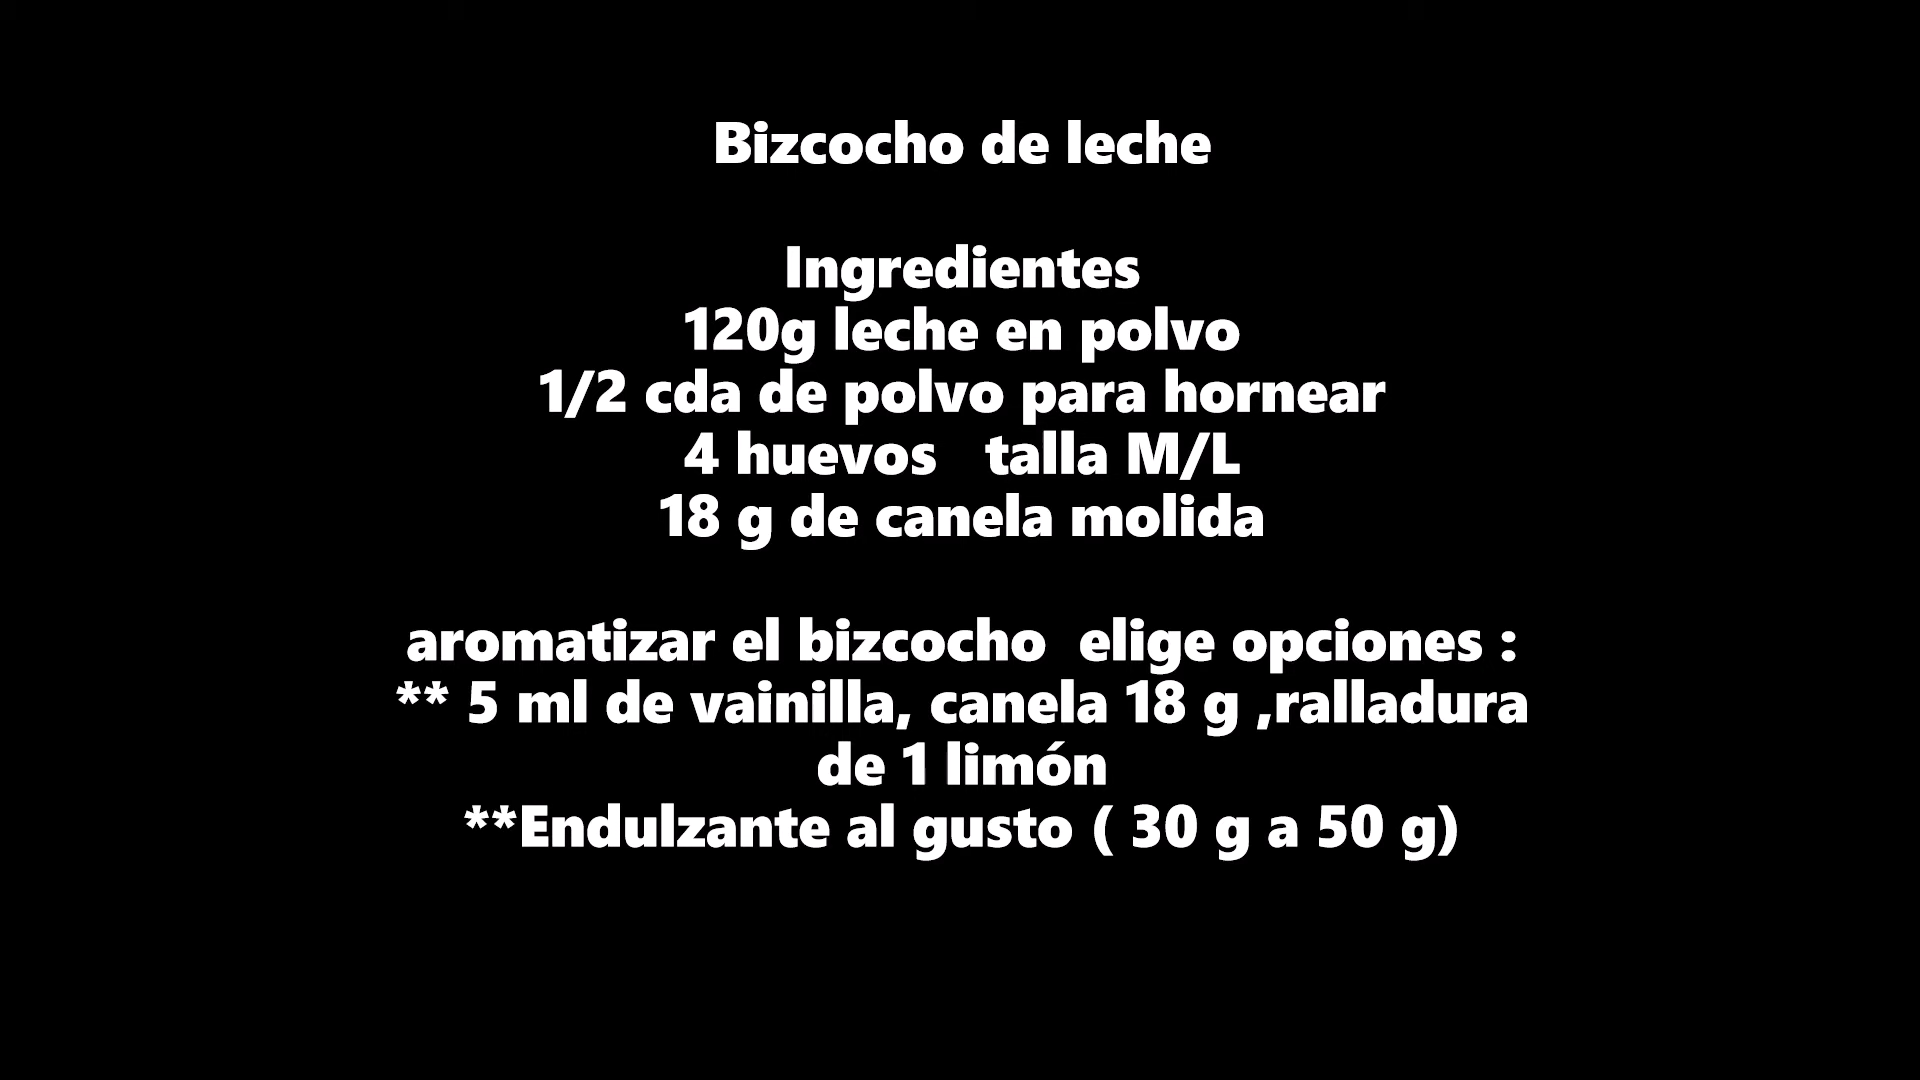 Bizcocho de leche
Ingredientes
120g leche en polvo
1/2 cda de polvo para hornear
4 huevos   talla M/L
18 g de canela molida
aromatizar el bizcocho  elige opciones :
** 5 ml de vainilla, canela 18 g ,ralladura
de 1 limón
**Endulzante al gusto ( 30 g a 50 g)